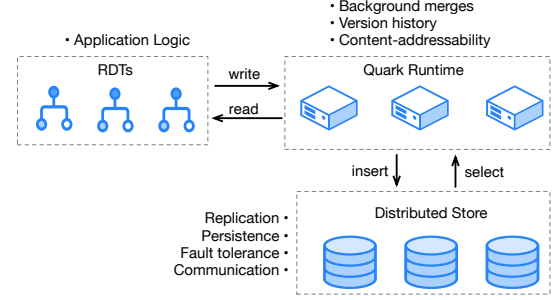 • Background merges
• Version history
• Content-addressability
• Application Logic
RDTs
write
read
Quark Runtime
insert
select
Replication •
Persistence •
Fault tolerance •
Communication •
Distributed Store